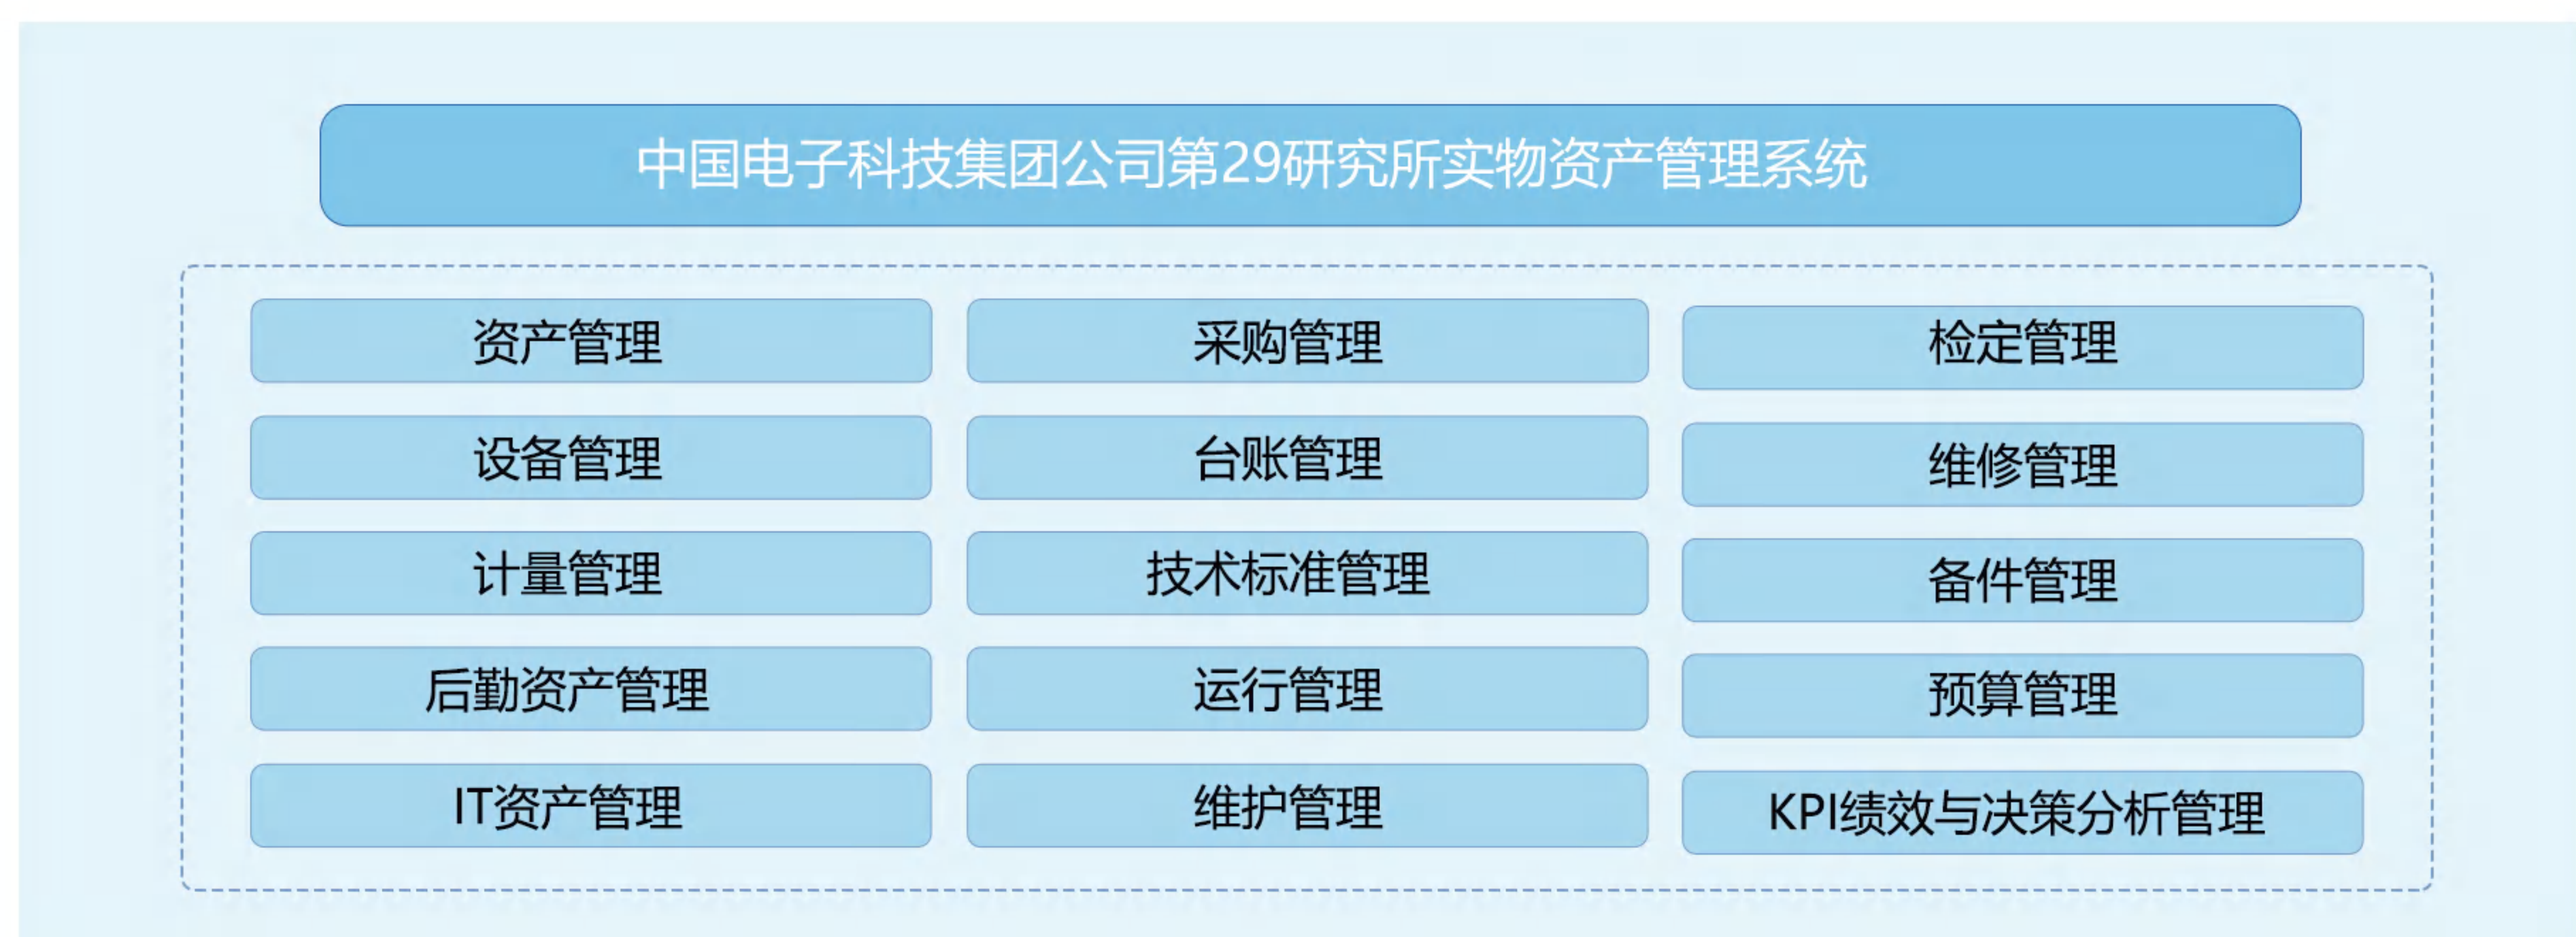 中国电子科技集团公司第29研究所实物资产管理系统
资产管理
采购管理
检定管理
设备管理
台账管理
维修管理
计量管理
技术标准管理
备件管理
后勤资产管理
运行管理
预算管理
IT资产管理
维护管理
KPI绩效与决策分析管理